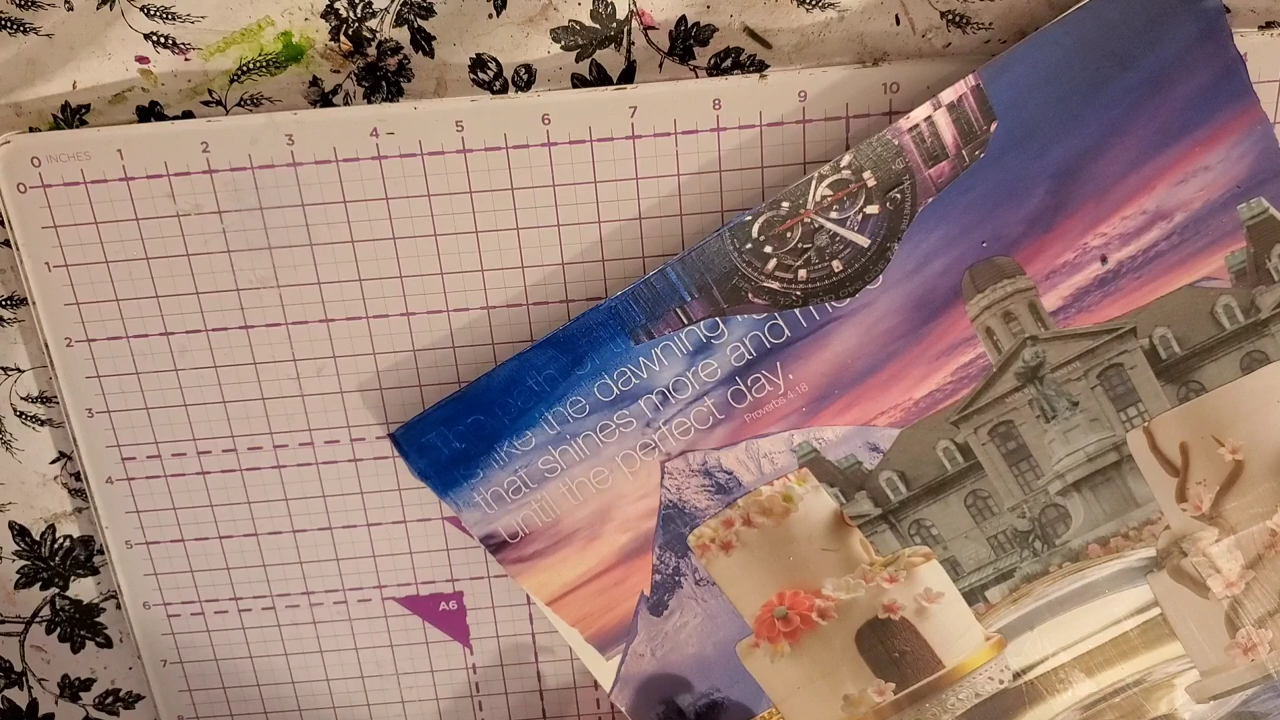 0 INCHES 1 2 3 4 5 6 7 8 9 10
0
1
2
3
4
5
6
7
A6
like the dawning
that shines more and more
until the perfect day.
Proverbs 4:18